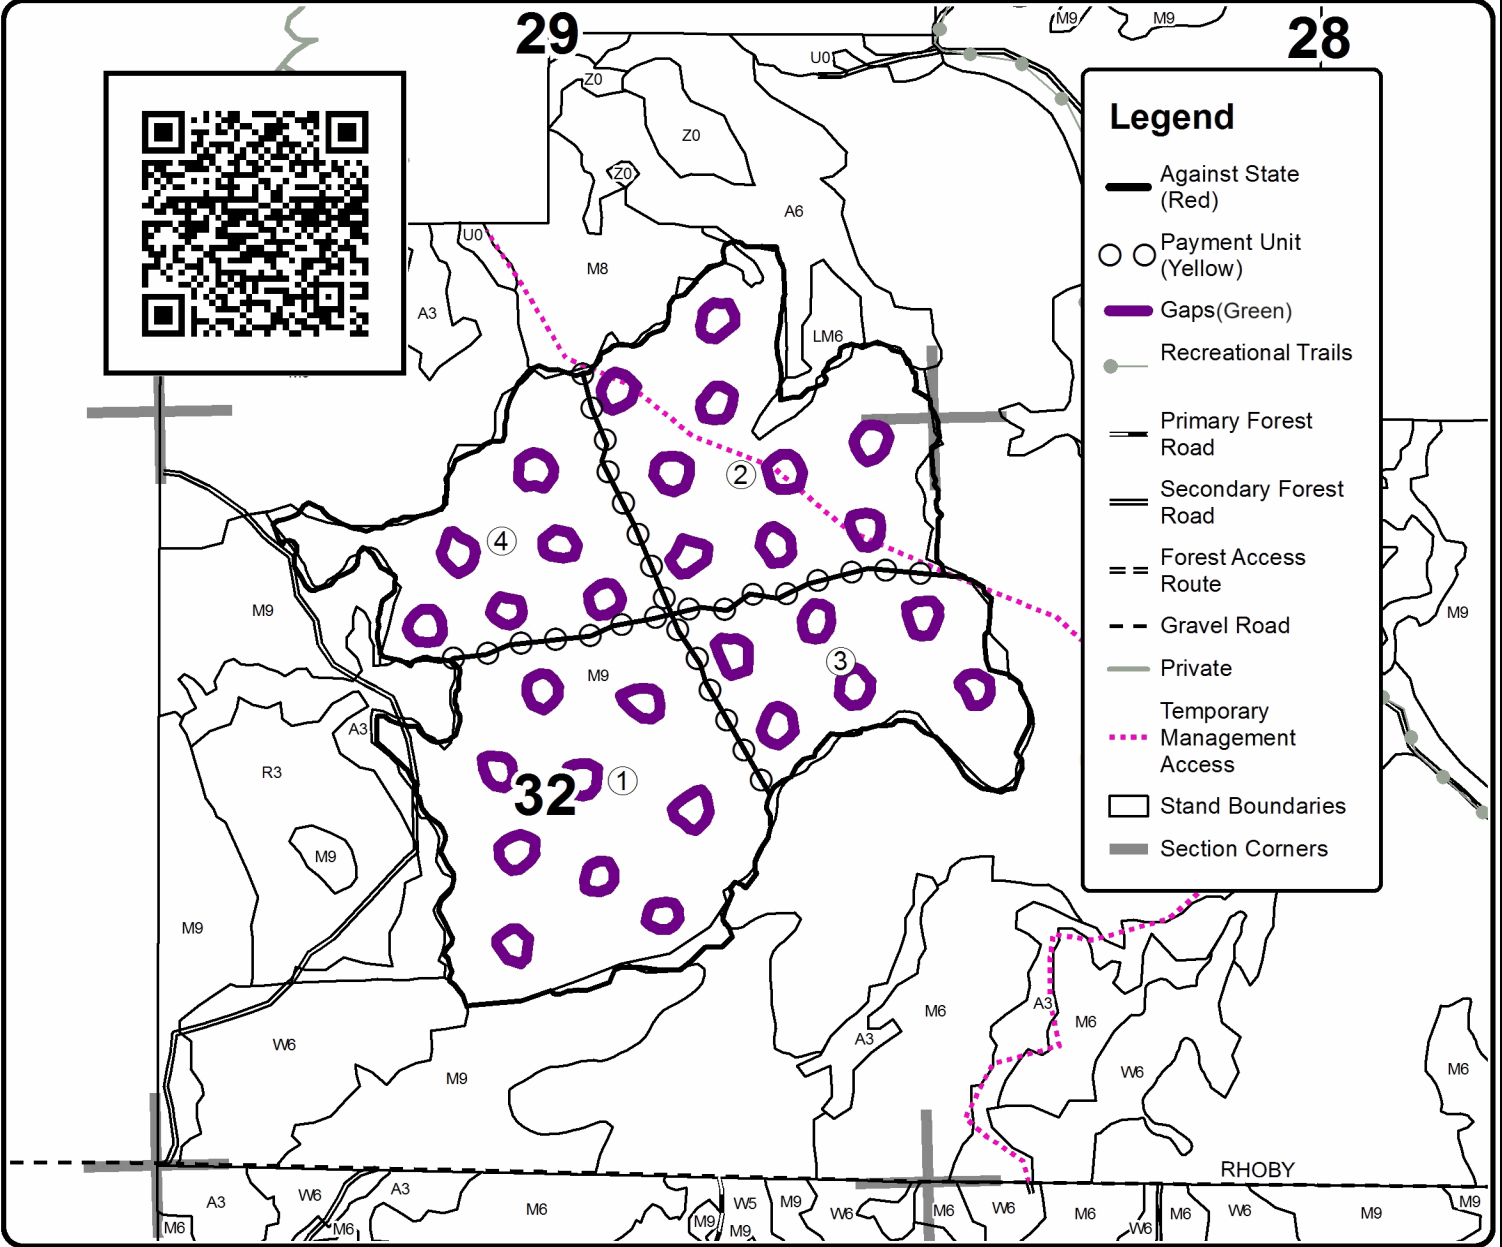 29
28
M9
M9
U0
Z0
Z0
Z0
A6
U0
M8
A3
LM6
Legend
Against State
(Red)
Payment Unit
(Yellow)
Gaps(Green)
Recreational Trails
Primary Forest
Road
Secondary Forest
Road
Forest Access
Route
Gravel Road
Private
Temporary
Management
Access
Stand Boundaries
Section Corners
2
4
M9
M9
3
M9
A3
R3
32
1
M9
M9
M6
A3
M6
A3
W6
W6
M6
M9
RHOBY
A3
W6
A3
M6
M6
M6
M9
W5
M9
M9
W6
M6
W6
M6
W6
M6
W6
M9
M9